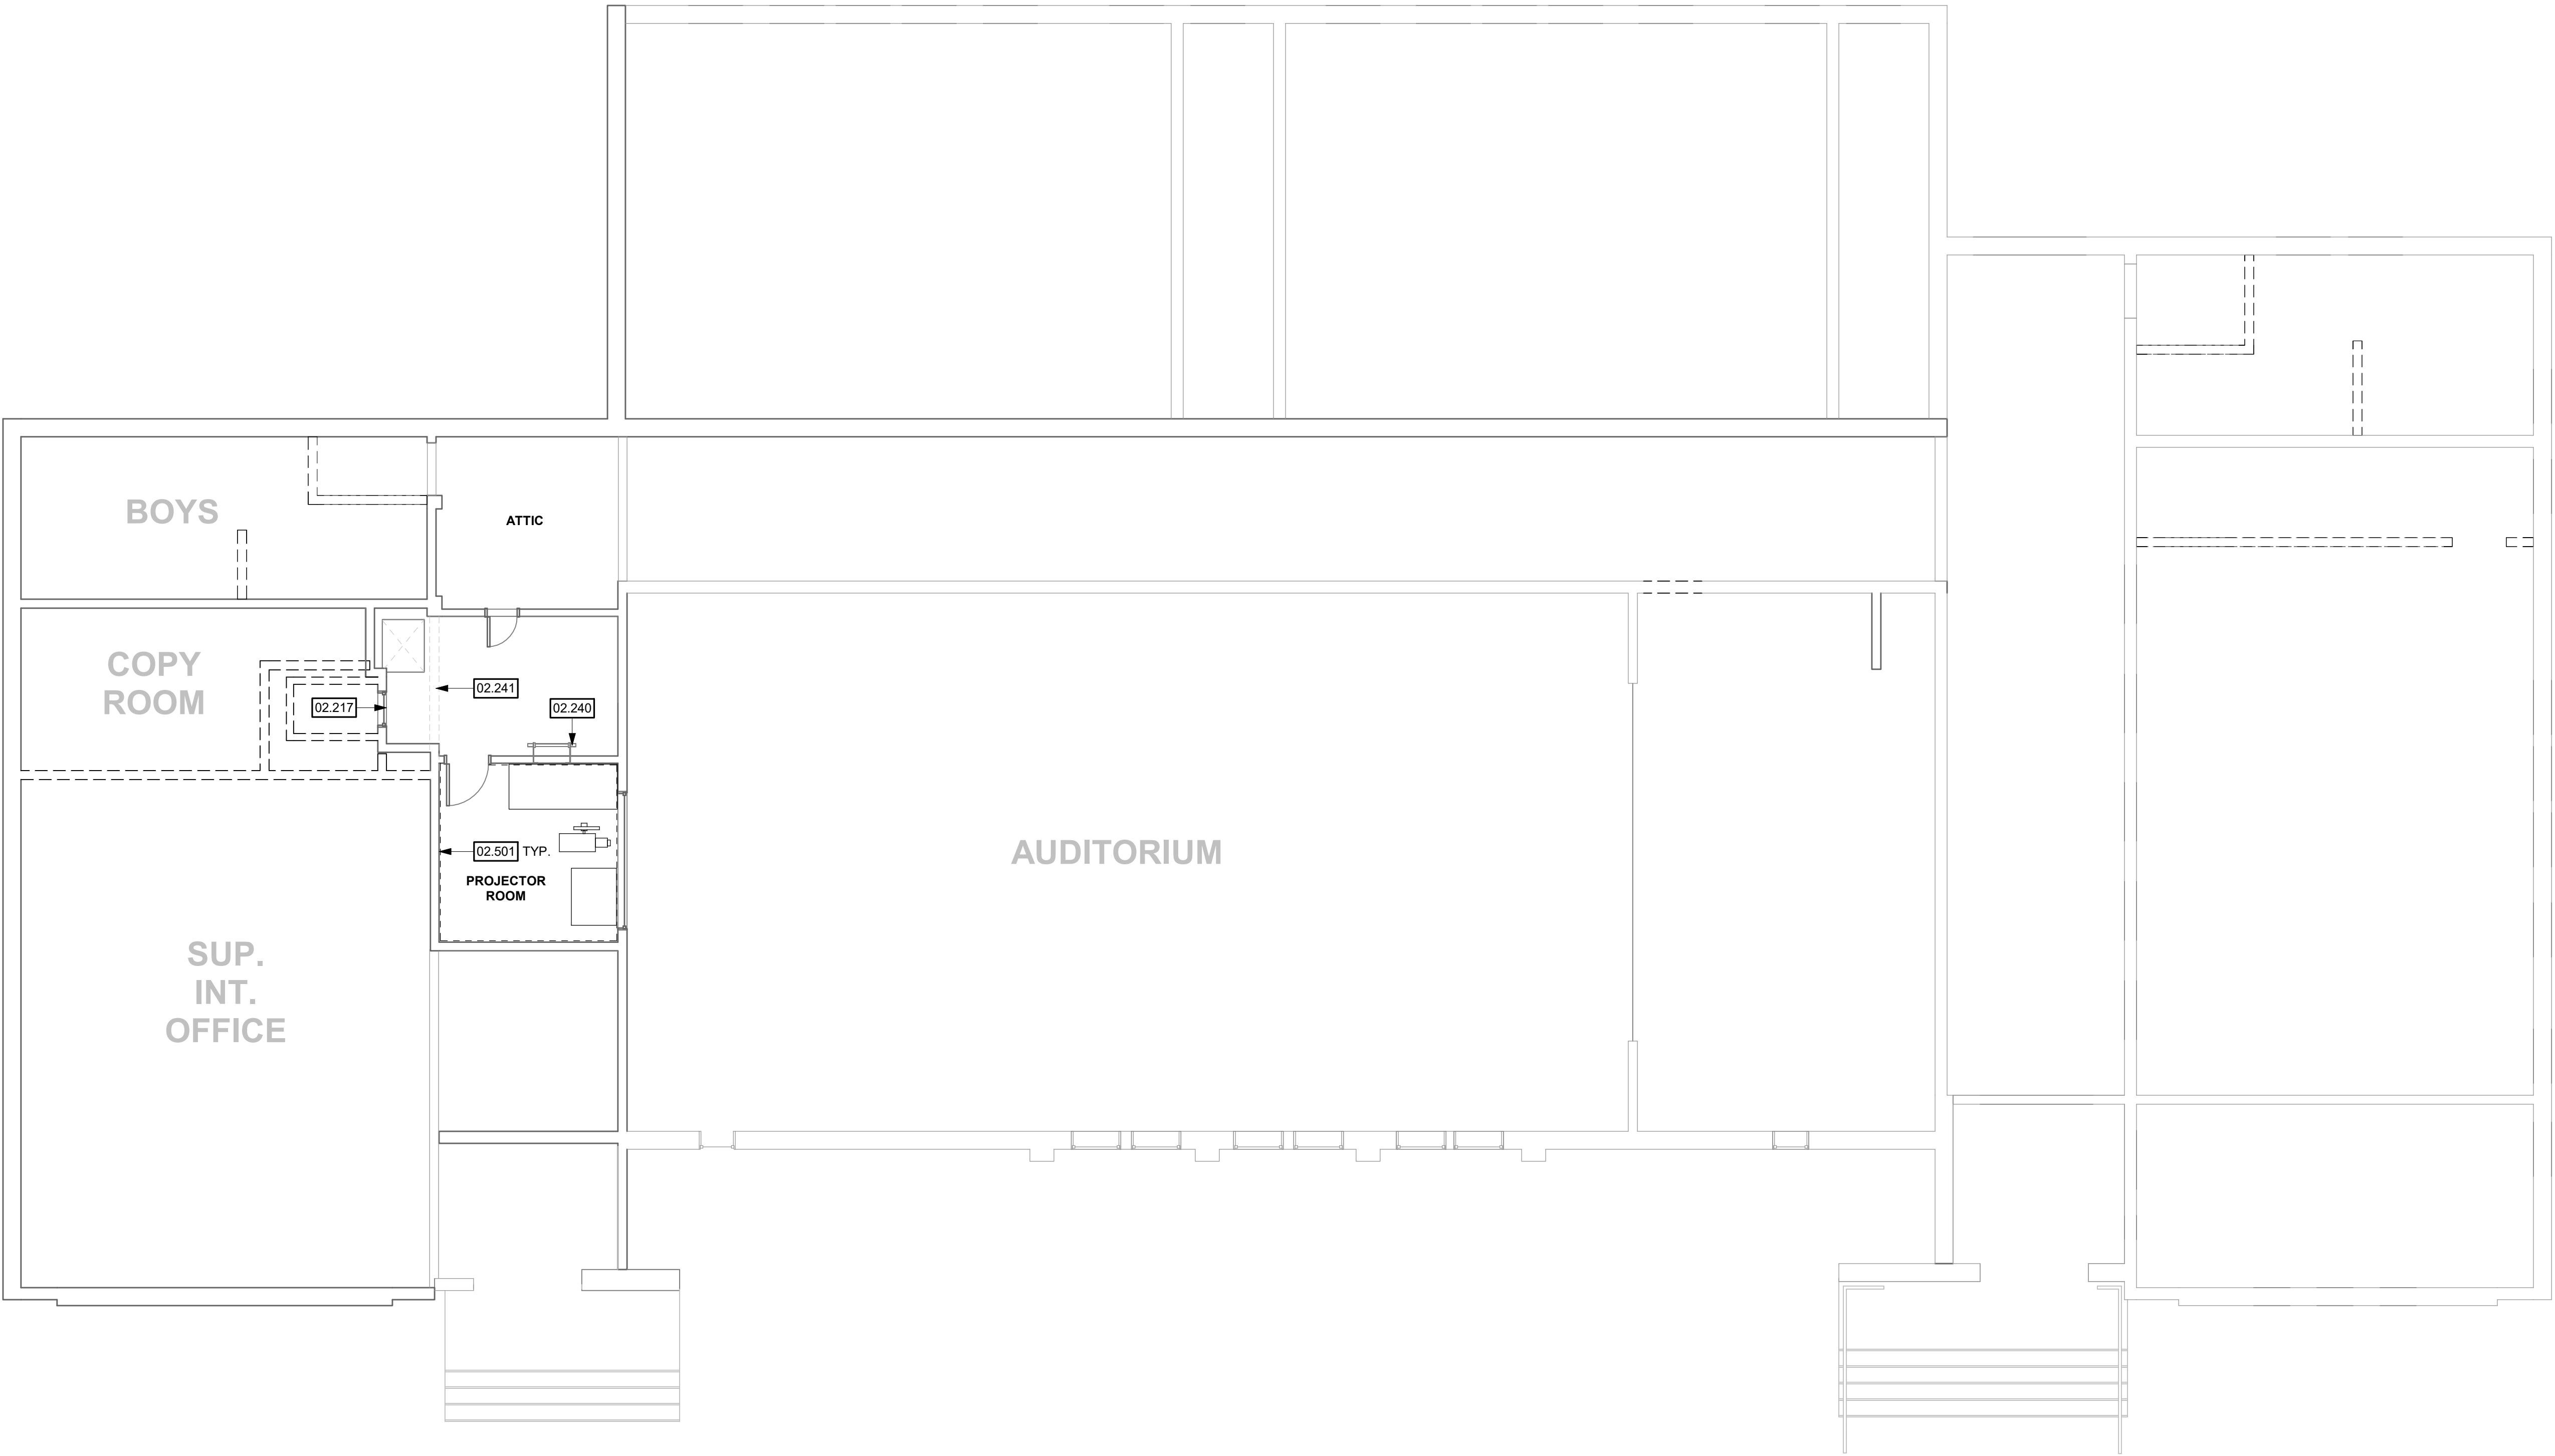 BOYS
ATTIC
COPY
ROOM
02.241
02.217
02.240
02.501 TYP.
PROJECTOR
ROOM
AUDITORIUM
SUP.
INT.
OFFICE